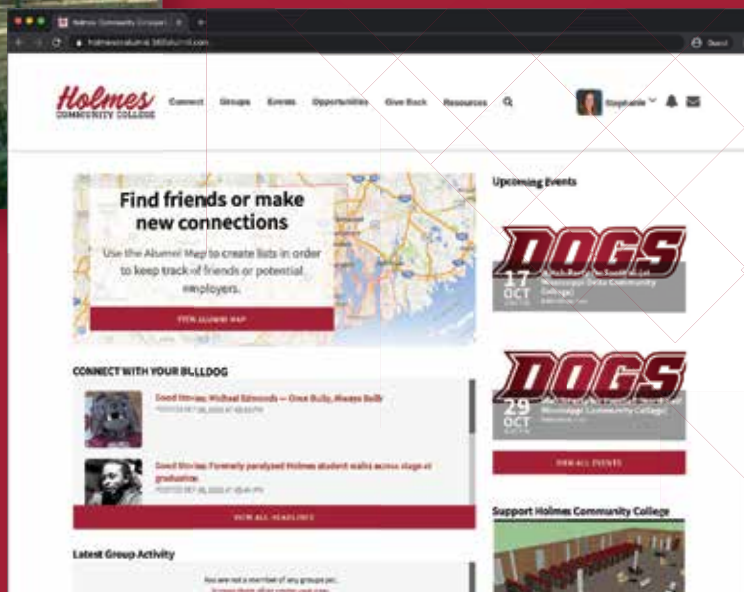 Holmes Community College
Guest
Holmes
COMMUNITY COLLEGE
Connect Groups Events Opportunities Give Back Resources
Stephanie
Find friends or make
new connections
Use the Alumni Map to create lists in order
to keep track of friends or potential
employers.
VIEW ALUMNI MAP
CONNECT WITH YOUR BULLDOG
Good Stories: Michael Edmonds — Once Bully, Always Bully
Good Stories: Formerly paralyzed Holmes student walks across stage at
graduation
VIEW ALL HEADLINES
Latest Group Activity
You are not a member of any groups yet.
Upcoming Events
DOGS
17
OCT
Mississippi Delta Community
College)
DOGS
29
OCT
Mississippi Community College)
VIEW ALL EVENTS
Support Holmes Community College